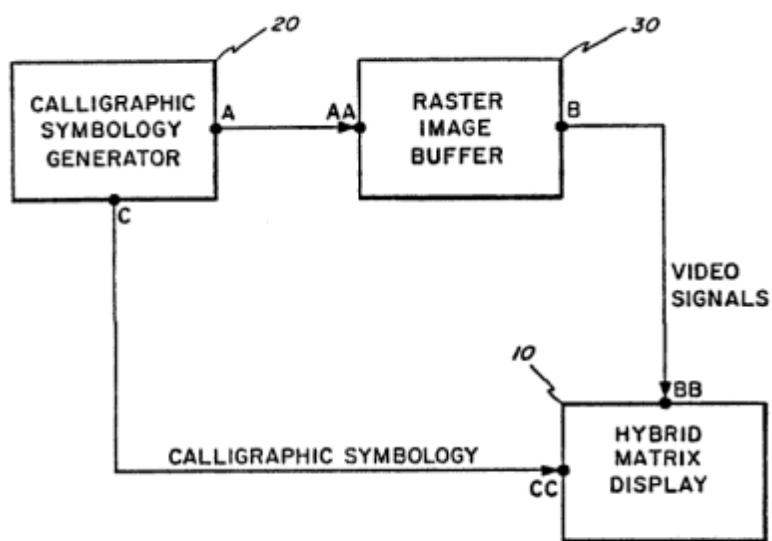 20
30
CALLIGRAPHIC
SYMBOLOGY
GENERATOR
A
AA
RASTER
IMAGE
BUFFER
B
C
VIDEO
SIGNALS
10
BB
CALLIGRAPHIC SYMBOLOGY
CC
HYBRID
MATRIX
DISPLAY